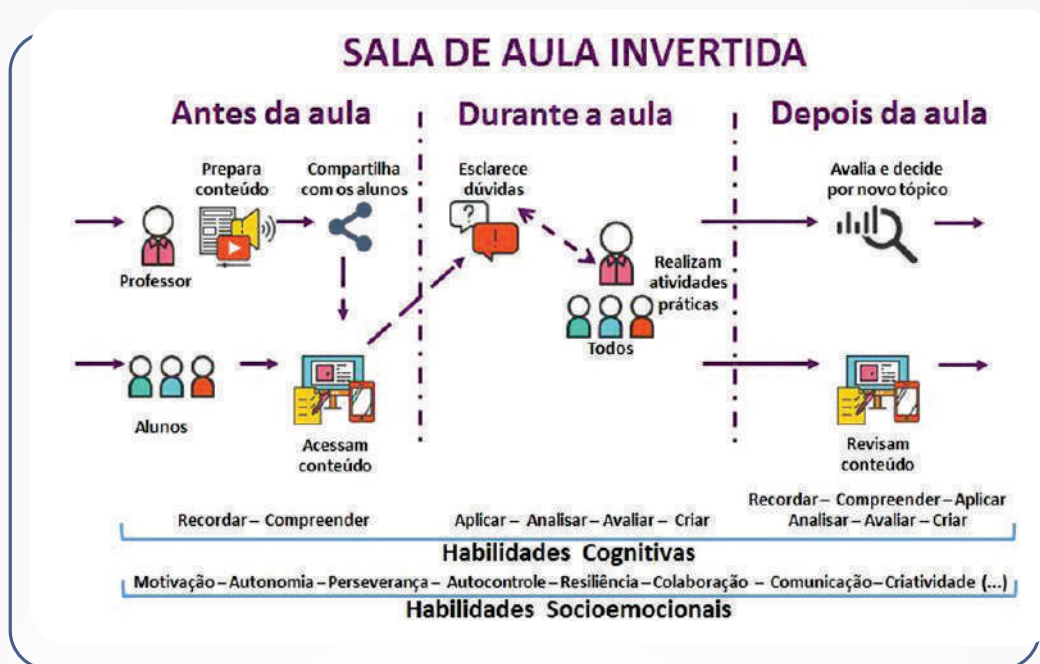 SALA DE AULA INVERTIDA
Antes da aula
Durante a aula
Depois da aula
Prepara
conteúdo
Compartilha
com os alunos
Professor
Alunos
Acessam
conteúdo
Esclarece
dúvidas
?
!
Realizam
atividades
práticas
Todos
Avalia e decide
por novo tópico
Revisam
conteúdo
Recordar – Compreender
Aplicar – Analisar – Avaliar – Criar
Recordar – Compreender – Aplicar
Analisar – Avaliar – Criar
Habilidades Cognitivas
Motivação – Autonomia – Perseverança – Autocontrole – Resiliência – Colaboração – Comunicação – Criatividade (...)
Habilidades Socioemocionais